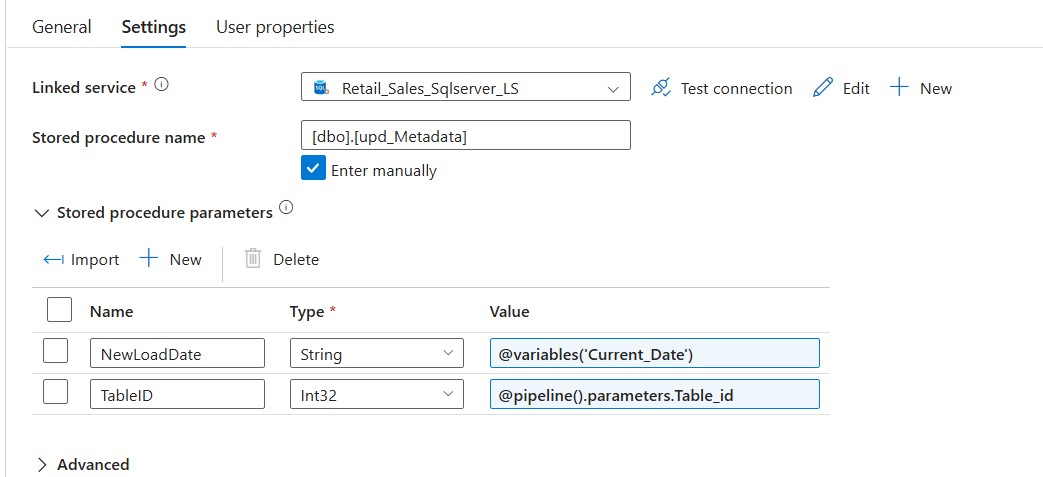 General Settings User properties
Linked service * Retail_Sales_Sqlserver_LS Test connection Edit New
Stored procedure name * [dbo].[upd_Metadata]
Enter manually
Stored procedure parameters
Import New Delete
Name Type * Value
NewLoadDate String @variables('Current_Date')
TableID Int32 @pipeline().parameters.Table_id
Advanced